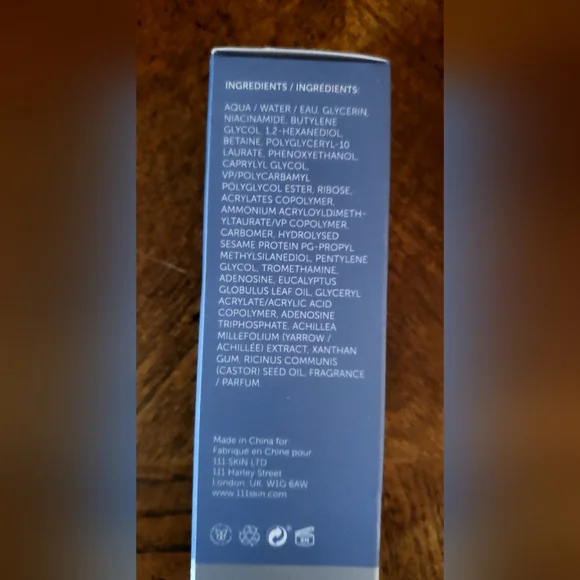 INGREDIENTS / INGRÉDIENTS:
AQUA / WATER / EAU, GLYCERIN,
NIACINAMIDE, BUTYLENE
GLYCOL, 1,2-HEXANEDIOL,
BETAINE, POLYGLYCERYL-10
LAURATE, PHENOXYETHANOL,
CAPRYLYL GLYCOL,
VP/POLYCARBAMYL
POLYGLYCOL ESTER, RIBOSE,
ACRYLATES COPOLYMER,
AMMONIUM ACRYLOYLDIMETH-
YLTAURATE/VP COPOLYMER,
CARBOMER, HYDROLYSED
SESAME PROTEIN PG-PROPYL
METHYLSILANEDIOL, PENTYLENE
GLYCOL, TROMETHAMINE,
ADENOSINE, EUCALYPTUS
GLOBULUS LEAF OIL, GLYCERYL
ACRYLATE/ACRYLIC ACID
COPOLYMER, ADENOSINE
TRIPHOSPHATE, ACHILLEA
MILLEFOLIUM (YARROW /
ACHILLÉE) EXTRACT, XANTHAN
GUM, RICINUS COMMUNIS
(CASTOR) SEED OIL, FRAGRANCE
/ PARFUM.
Made in China for:
Fabriqué en Chine pour
111 SKIN LTD
111 Harley Street
London, UK, W1G 6AW
www.111skin.com